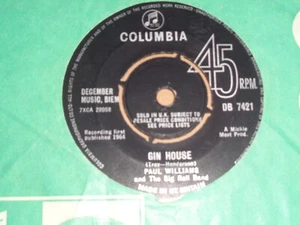 COLUMBIA
45
RPM
DECEMBER
MUSIC, BIEM
7XCA
SOLD IN U.K. SUBJECT TO
RESALE PRICE CONDITIONS,
SEE PRICE LISTS
DB 7421
Recording first
published 1964
A Mickie
Most Prod.
GIN HOUSE
PAUL WILLIAMS
and The Big Roll Band
MADE IN GT. BRITAIN